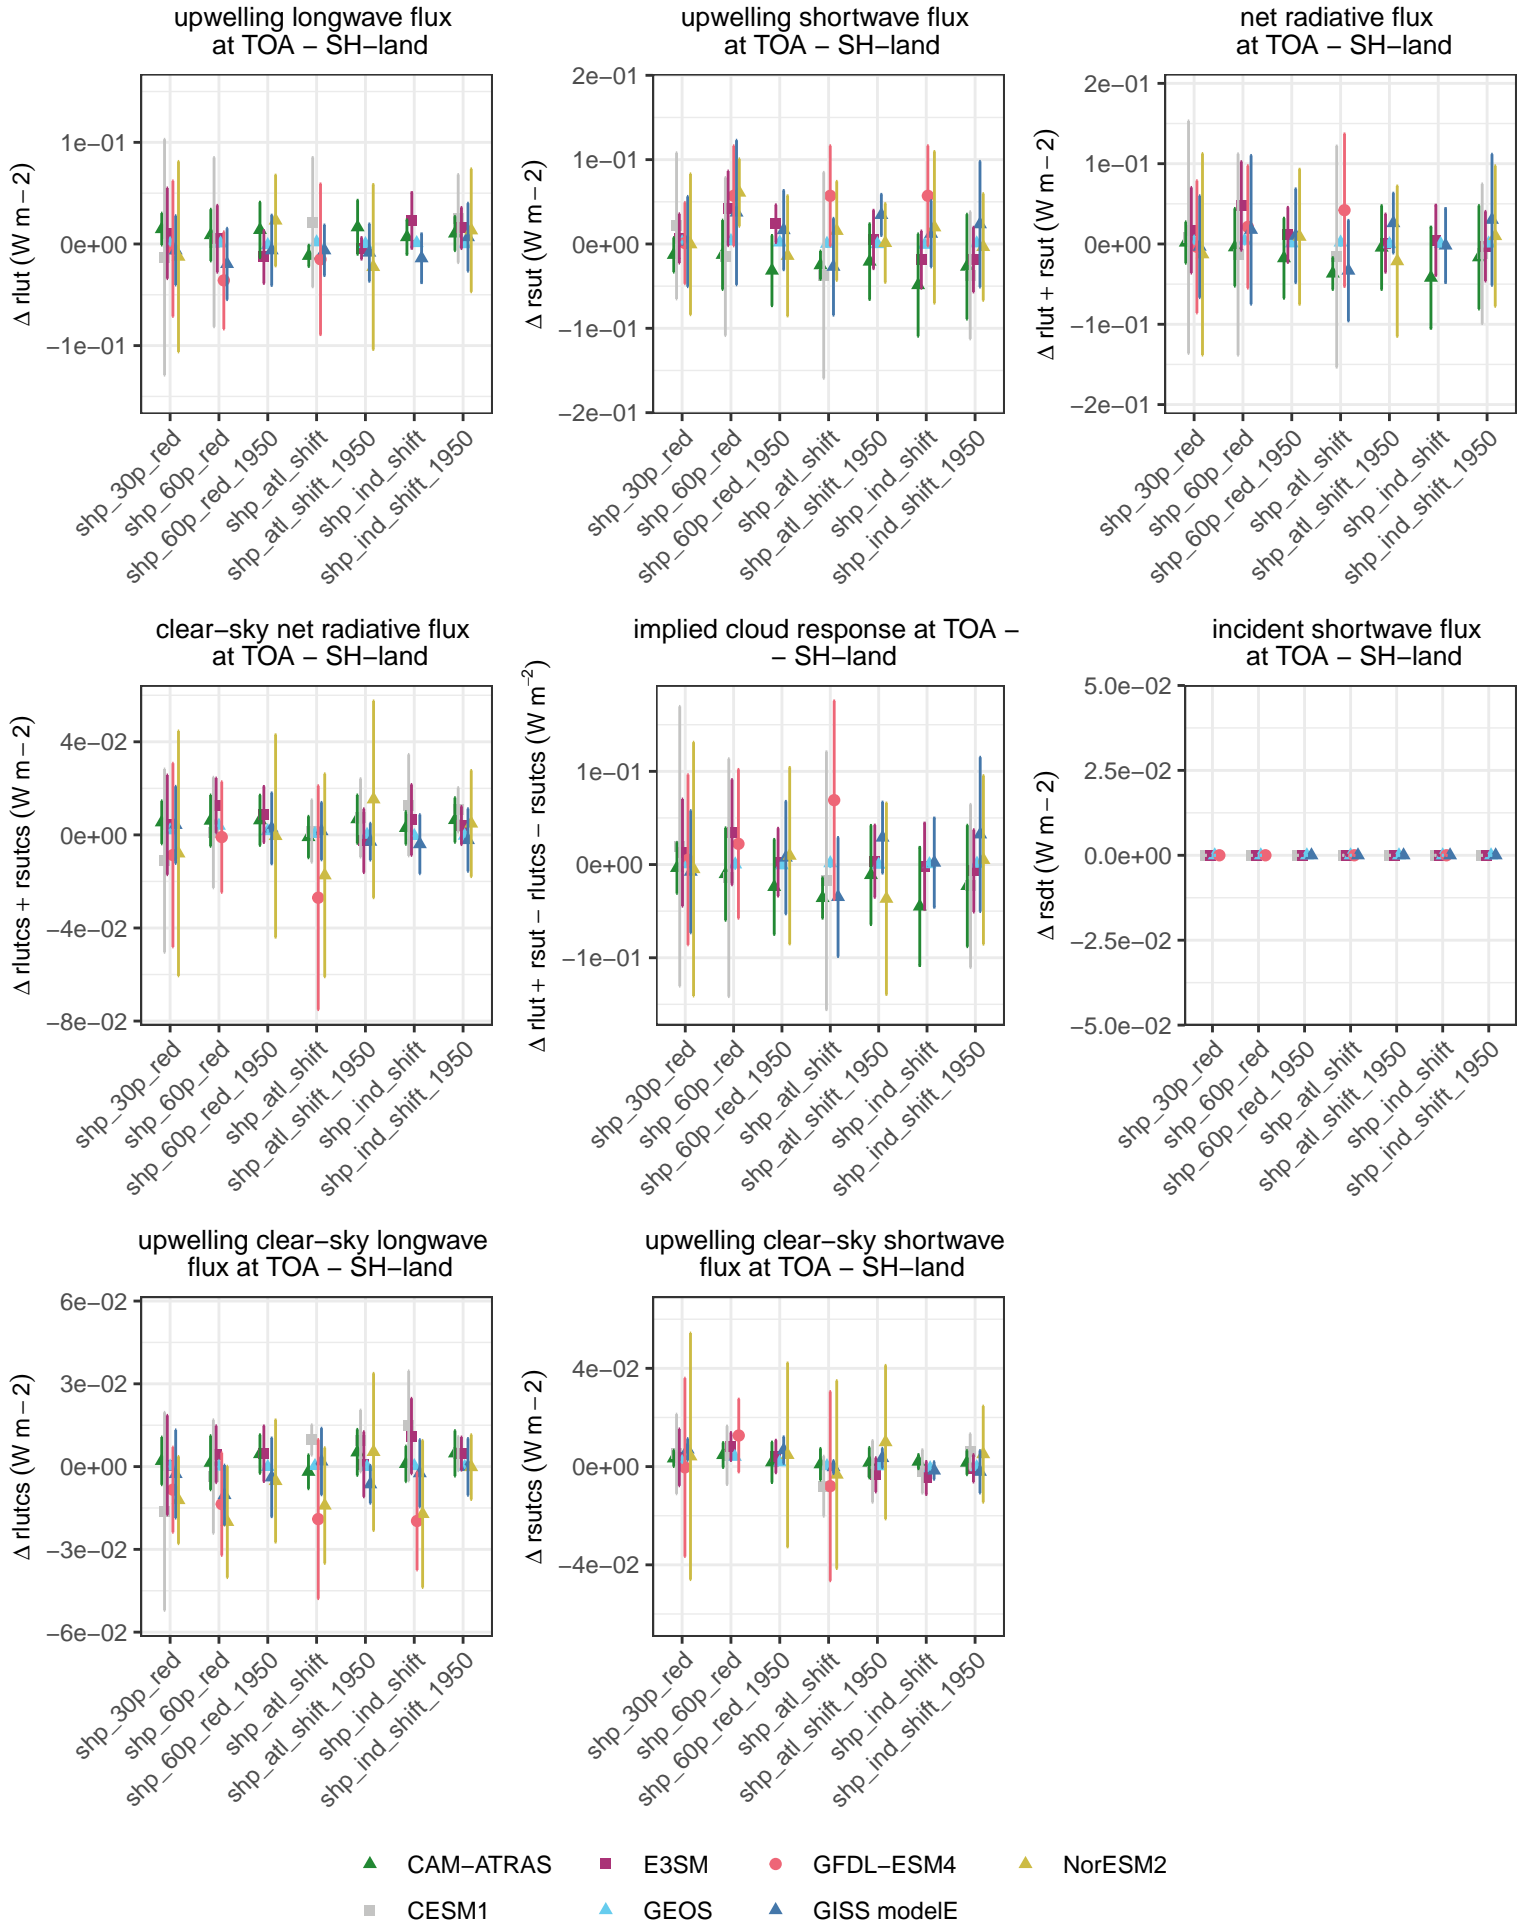 upwelling longwave flux
at TOA − SH−land
Δ rlut (W m−2)
1e−01
0e+00
−1e−01
shp_30p_red
shp_60p_red
shp_60p_red_1950
shp_atl_shift
shp_atl_shift_1950
shp_ind_shift
shp_ind_shift_1950
upwelling shortwave flux
at TOA − SH−land
Δ rsut (W m−2)
2e−01
1e−01
0e+00
−1e−01
−2e−01
shp_30p_red
shp_60p_red
shp_60p_red_1950
shp_atl_shift
shp_atl_shift_1950
shp_ind_shift
shp_ind_shift_1950
net radiative flux
at TOA − SH−land
Δ rlut + rsut (W m−2)
2e−01
1e−01
0e+00
−1e−01
−2e−01
shp_30p_red
shp_60p_red
shp_60p_red_1950
shp_atl_shift
shp_atl_shift_1950
shp_ind_shift
shp_ind_shift_1950
clear−sky net radiative flux
at TOA − SH−land
Δ rlutcs + rsutcs (W m−2)
4e−02
0e+00
−4e−02
−8e−02
shp_30p_red
shp_60p_red
shp_60p_red_1950
shp_atl_shift
shp_atl_shift_1950
shp_ind_shift
shp_ind_shift_1950
implied cloud response at TOA −
− SH−land
Δ rlut + rsut − rlutcs − rsutcs (W m⁻²)
1e−01
0e+00
−1e−01
shp_30p_red
shp_60p_red
shp_60p_red_1950
shp_atl_shift
shp_atl_shift_1950
shp_ind_shift
shp_ind_shift_1950
incident shortwave flux
at TOA − SH−land
Δ rsdt (W m−2)
5.0e−02
2.5e−02
0.0e+00
−2.5e−02
−5.0e−02
shp_30p_red
shp_60p_red
shp_60p_red_1950
shp_atl_shift
shp_atl_shift_1950
shp_ind_shift
shp_ind_shift_1950
upwelling clear−sky longwave
flux at TOA − SH−land
Δ rlutcs (W m−2)
6e−02
3e−02
0e+00
−3e−02
−6e−02
shp_30p_red
shp_60p_red
shp_60p_red_1950
shp_atl_shift
shp_atl_shift_1950
shp_ind_shift
shp_ind_shift_1950
upwelling clear−sky shortwave
flux at TOA − SH−land
Δ rsutcs (W m−2)
4e−02
0e+00
−4e−02
shp_30p_red
shp_60p_red
shp_60p_red_1950
shp_atl_shift
shp_atl_shift_1950
shp_ind_shift
shp_ind_shift_1950
CAM−ATRAS E3SM GFDL−ESM4 NorESM2
CESM1 GEOS GISS modelE